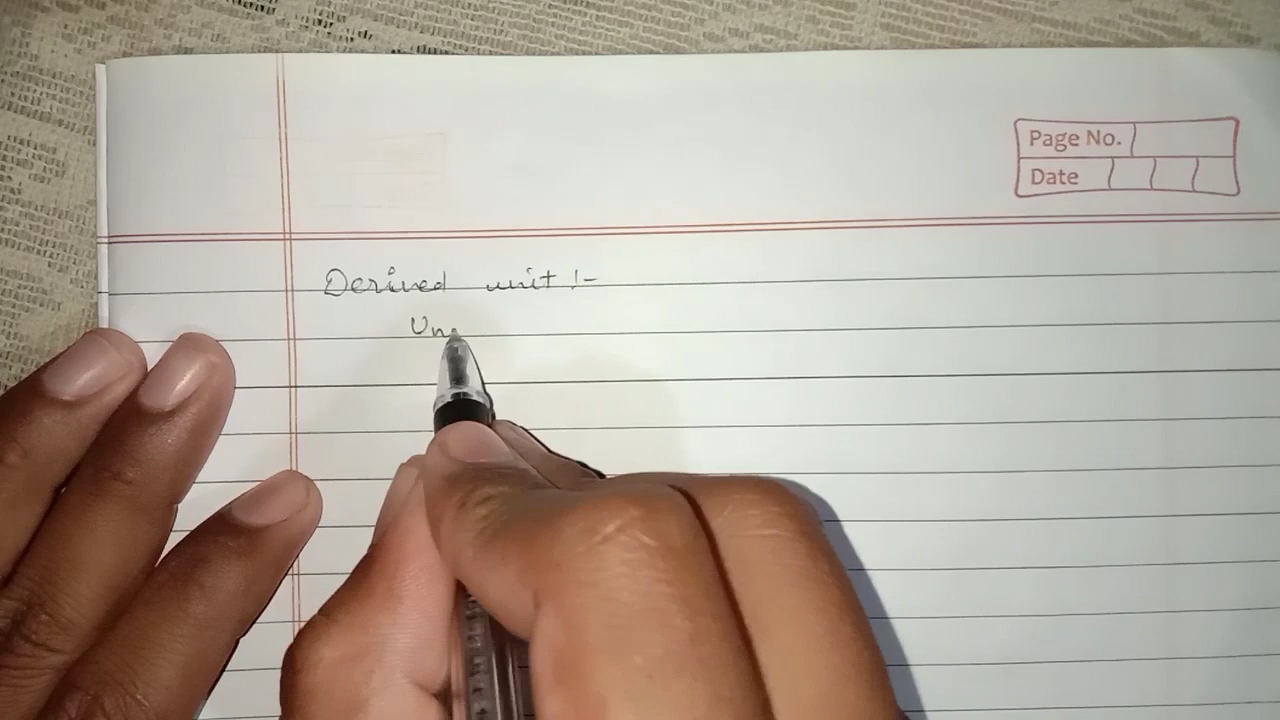 Page No.
Date
Derived unit :-
Un